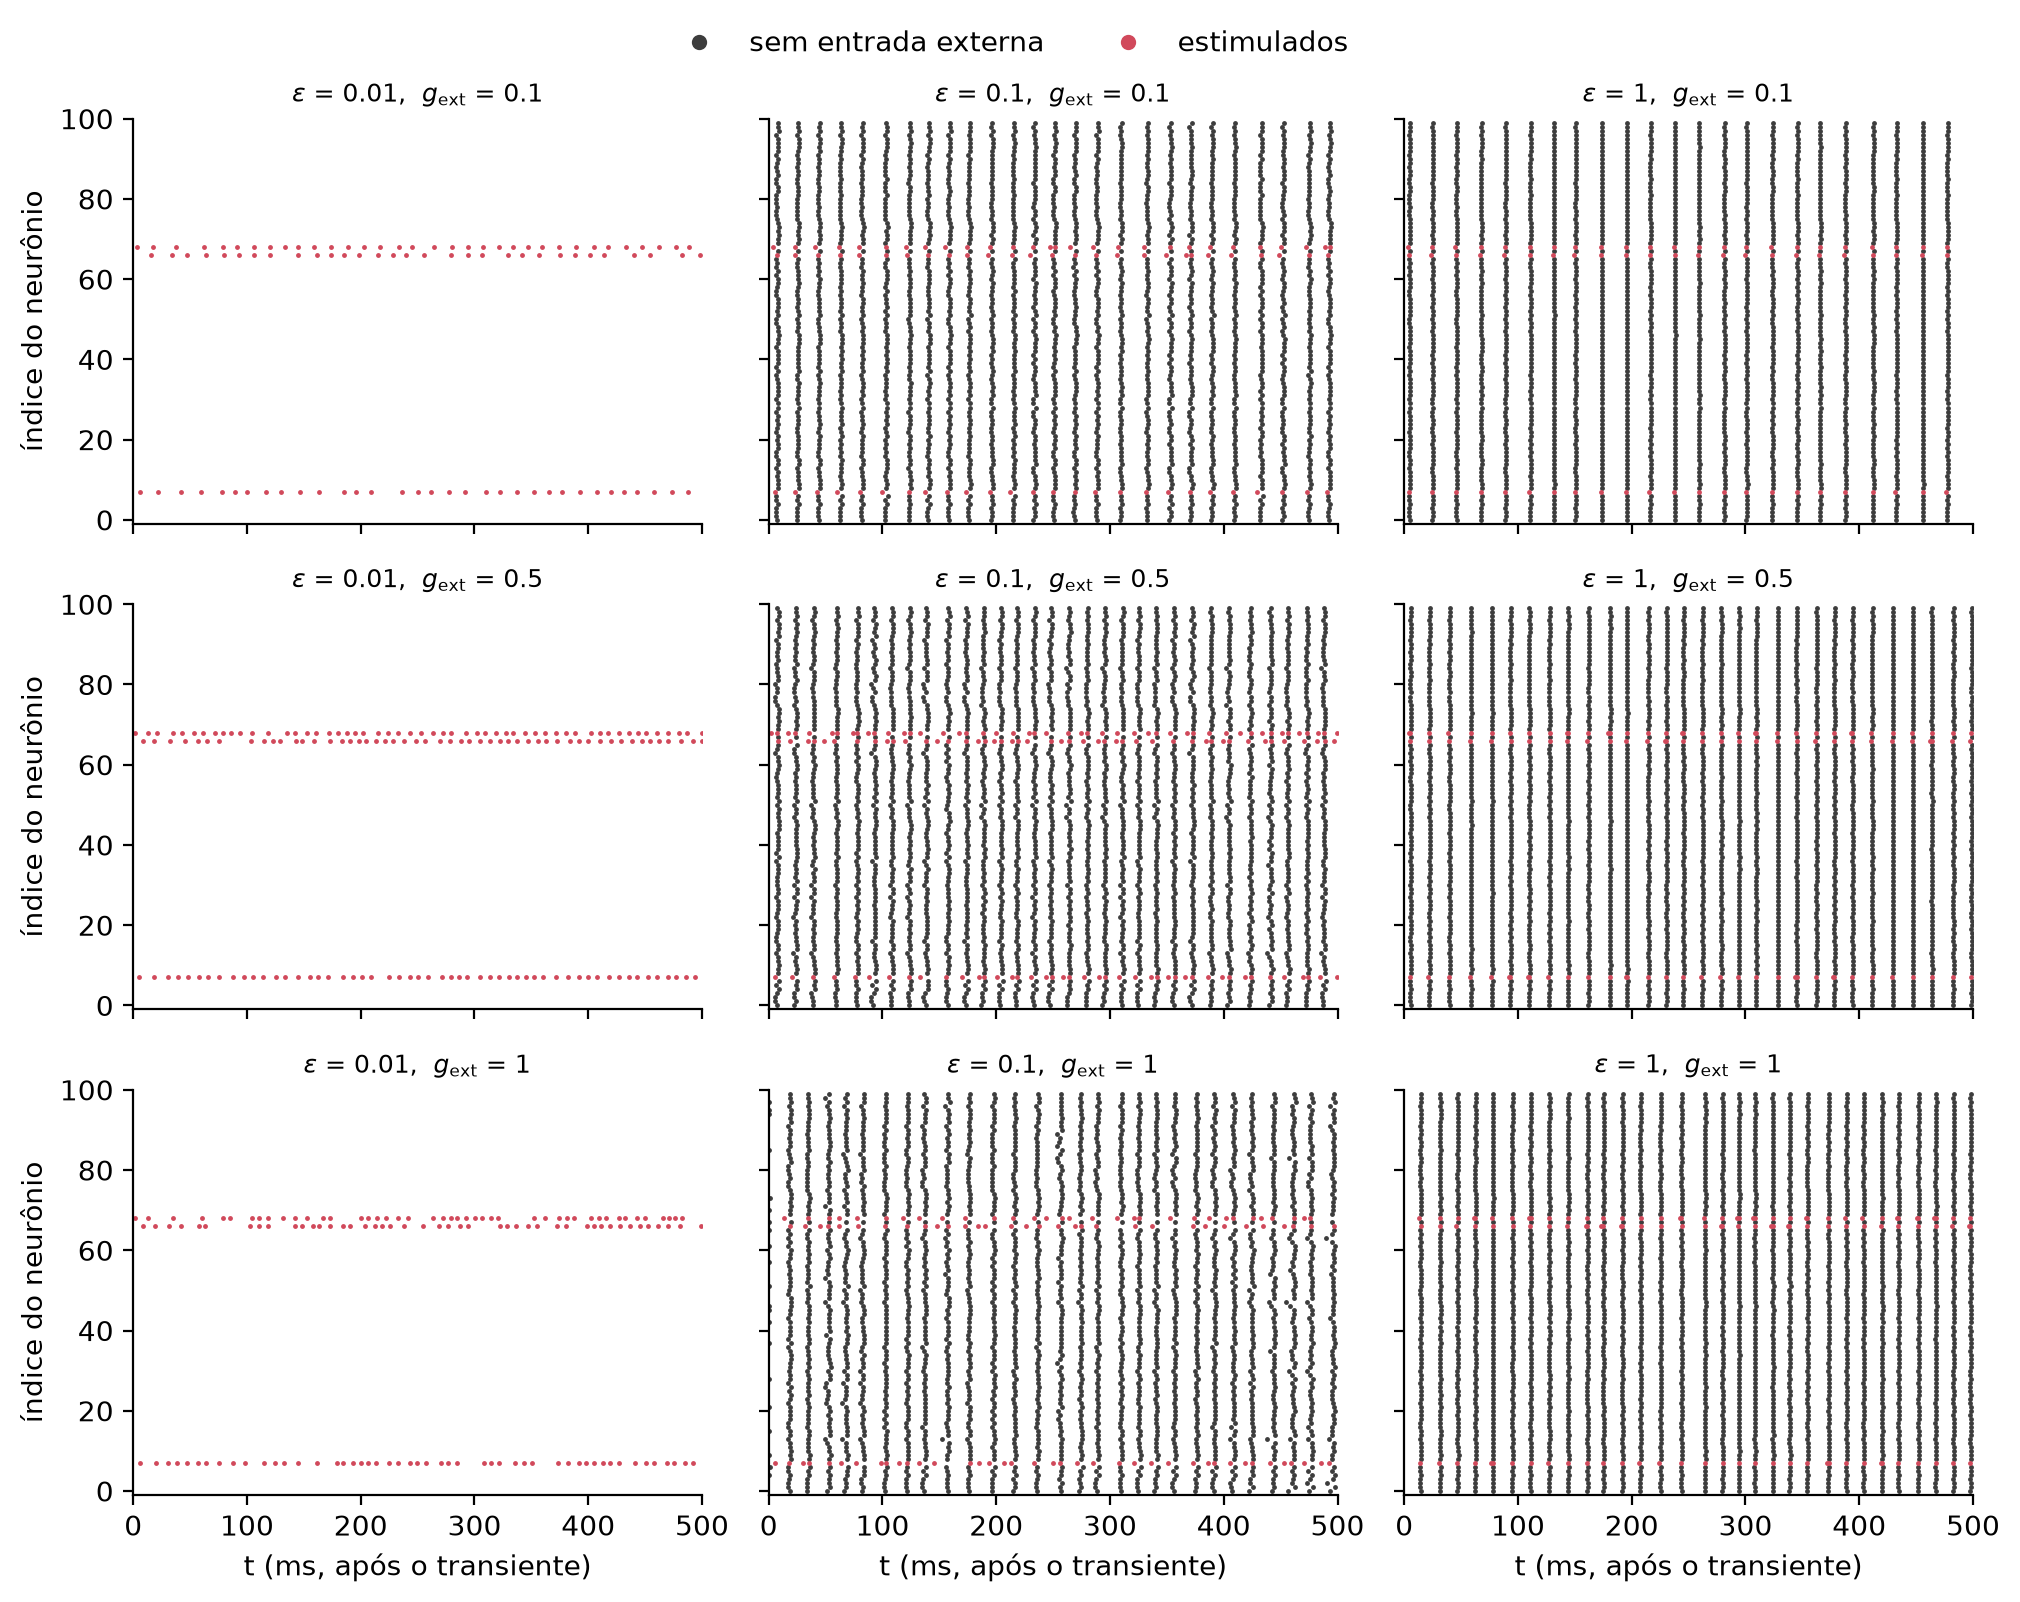 sem entrada externa estimulados
ε = 0.01, g_ext = 0.1
ε = 0.1, g_ext = 0.1
ε = 1, g_ext = 0.1
índice do neurônio
100
80
60
40
20
0
ε = 0.01, g_ext = 0.5
ε = 0.1, g_ext = 0.5
ε = 1, g_ext = 0.5
índice do neurônio
100
80
60
40
20
0
ε = 0.01, g_ext = 1
ε = 0.1, g_ext = 1
ε = 1, g_ext = 1
índice do neurônio
100
80
60
40
20
0
0 100 200 300 400 500
0 100 200 300 400 500
0 100 200 300 400 500
t (ms, após o transiente)
t (ms, após o transiente)
t (ms, após o transiente)